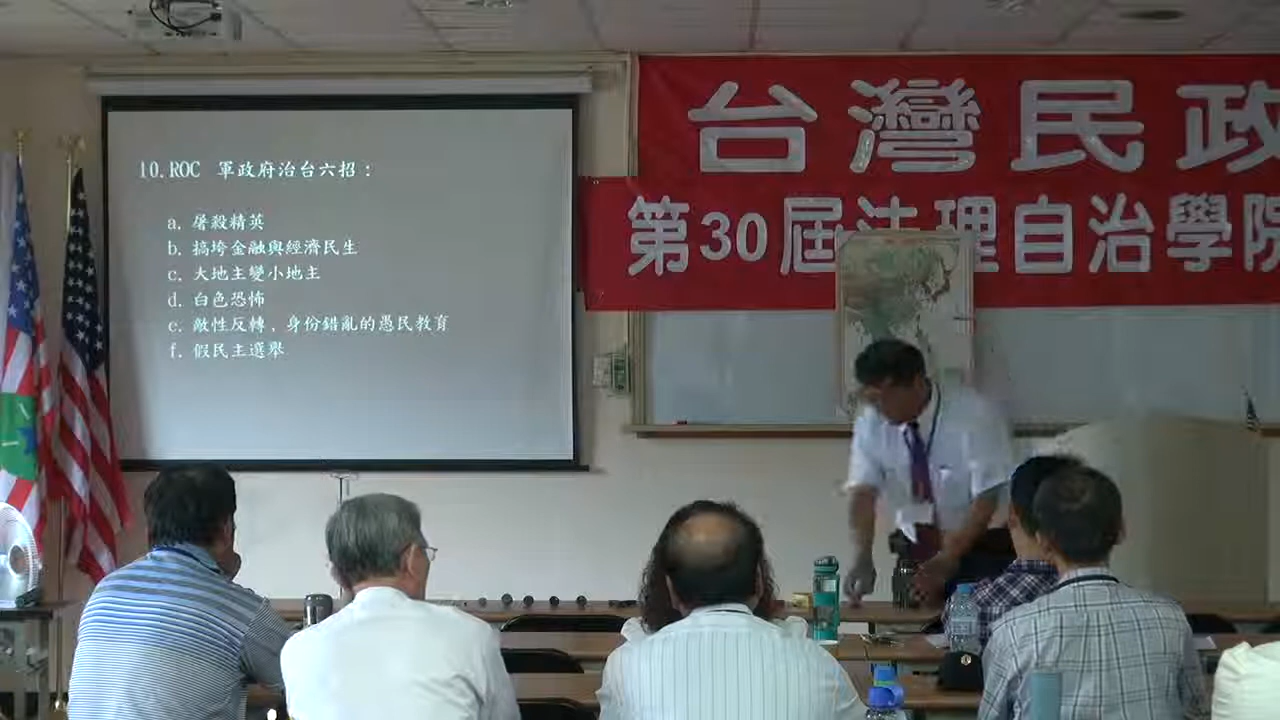 10. ROC 軍政府治台六招：
a. 屠殺精英
b. 搞垮金融與經濟民生
c. 大地主變小地主
d. 白色恐怖
e. 敵性反轉﹑身份錯亂的愚民教育
f. 假民主選舉
台灣民政
第30屆法理自治學院